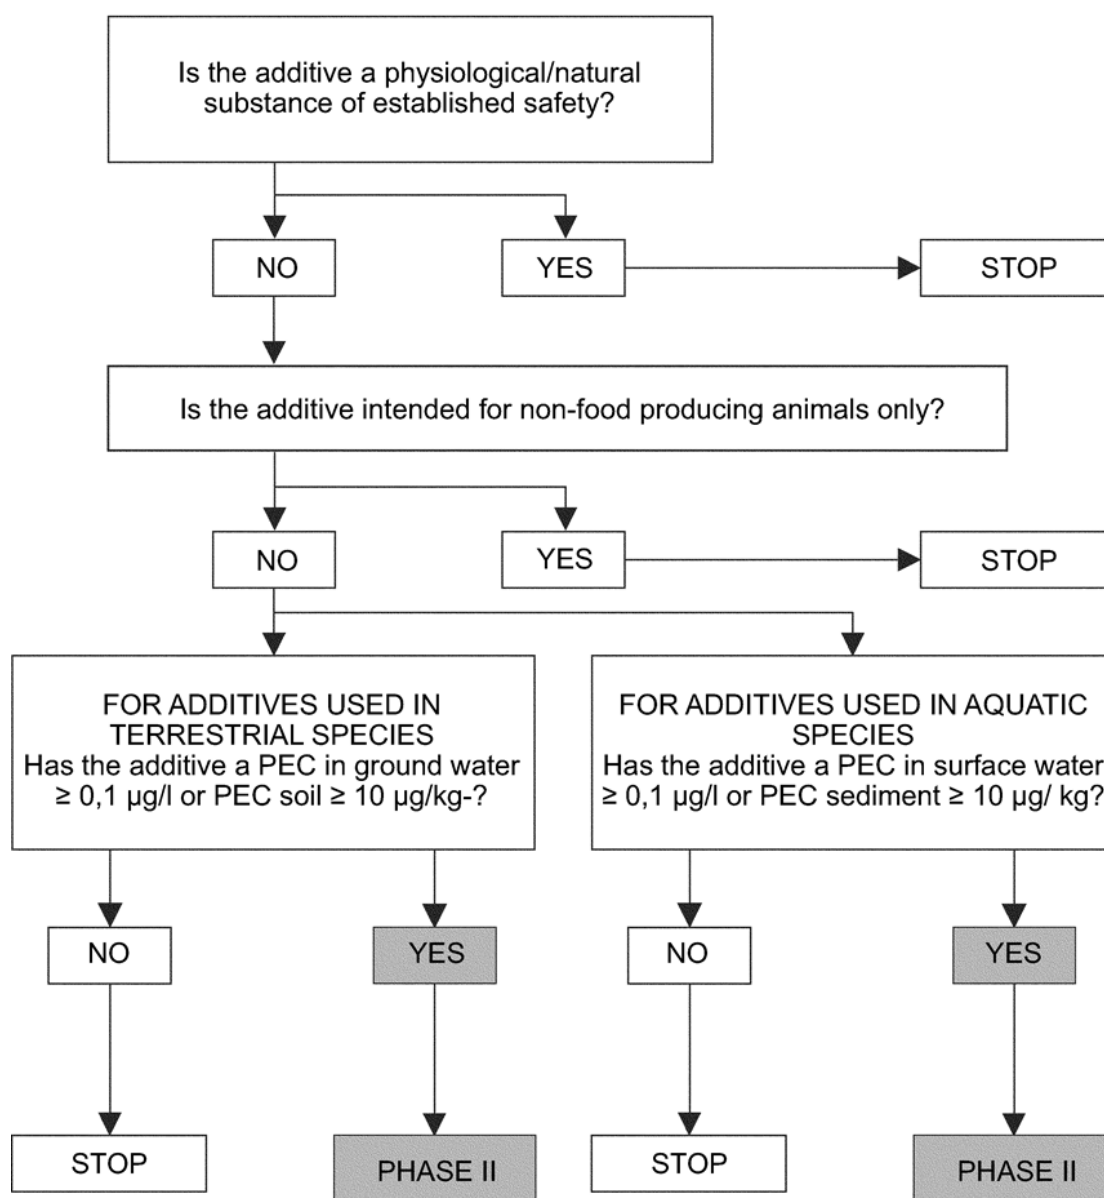 Is the additive a physiological/natural
substance of established safety?
NO
YES
STOP
Is the additive intended for non-food producing animals only?
NO
YES
STOP
FOR ADDITIVES USED IN
TERRESTRIAL SPECIES
Has the additive a PEC in ground water
≥ 0,1 µg/l or PEC soil ≥ 10 µg/kg-?
FOR ADDITIVES USED IN AQUATIC
SPECIES
Has the additive a PEC in surface water
≥ 0,1 µg/l or PEC sediment ≥ 10 µg/ kg?
NO
YES
NO
YES
STOP
PHASE II
STOP
PHASE II